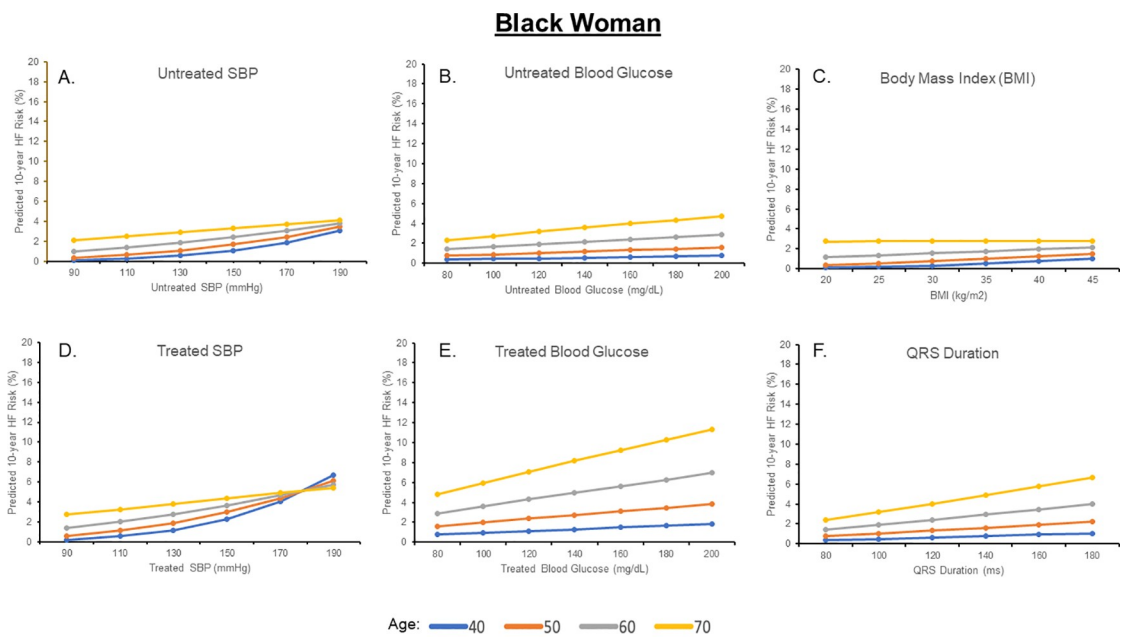 Black Woman
A. Untreated SBP
Predicted 10-year HF Risk (%)
20
18
16
14
12
10
8
6
4
2
0
90 110 130 150 170 190
Untreated SBP (mmHg)
B. Untreated Blood Glucose
Predicted 10-year HF Risk (%)
20
18
16
14
12
10
8
6
4
2
0
80 100 120 140 160 180 200
Untreated Blood Glucose (mg/dL)
C. Body Mass Index (BMI)
Predicted 10-year HF Risk (%)
20
18
16
14
12
10
8
6
4
2
0
20 25 30 35 40 45
BMI (kg/m2)
D. Treated SBP
Predicted 10-year HF Risk (%)
20
18
16
14
12
10
8
6
4
2
0
90 110 130 150 170 190
Treated SBP (mmHg)
E. Treated Blood Glucose
Predicted 10-year HF Risk (%)
20
18
16
14
12
10
8
6
4
2
0
80 100 120 140 160 180 200
Treated Blood Glucose (mg/dL)
F. QRS Duration
Predicted 10-year HF Risk (%)
20
18
16
14
12
10
8
6
4
2
0
80 100 120 140 160 180
QRS Duration (ms)
Age: 40 50 60 70